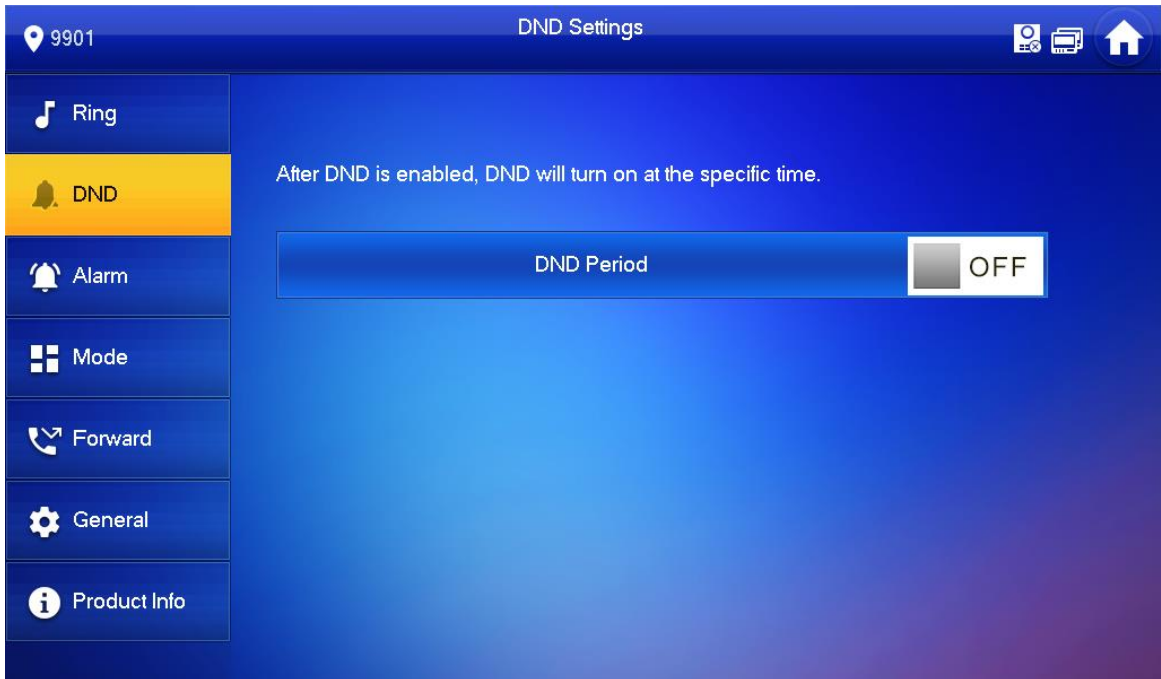 9901
DND Settings
Ring
DND
Alarm
Mode
Forward
General
Product Info
After DND is enabled, DND will turn on at the specific time.
DND Period
OFF